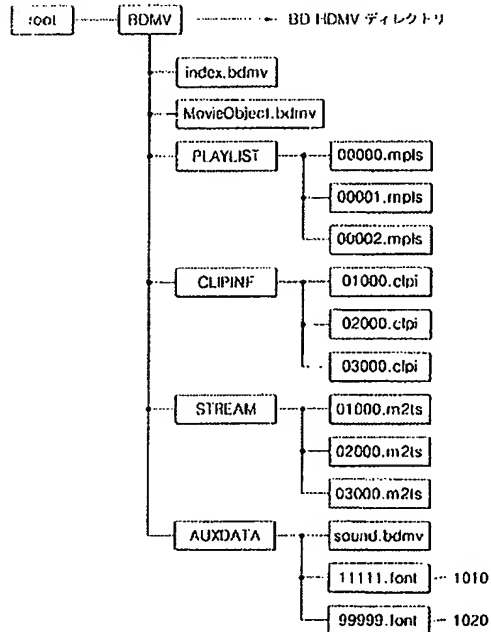 root BDMV BD HDMV ディレクトリ
index.bdmv
MovieObject.bdmv
PLAYLIST 00000.mpls
00001.mpls
00002.mpls
CLIPINF 01000.clpi
02000.clpi
03000.clpi
STREAM 01000.m2ts
02000.m2ts
03000.m2ts
AUXDATA sound.bdmv
11111.font 1010
99999.font 1020